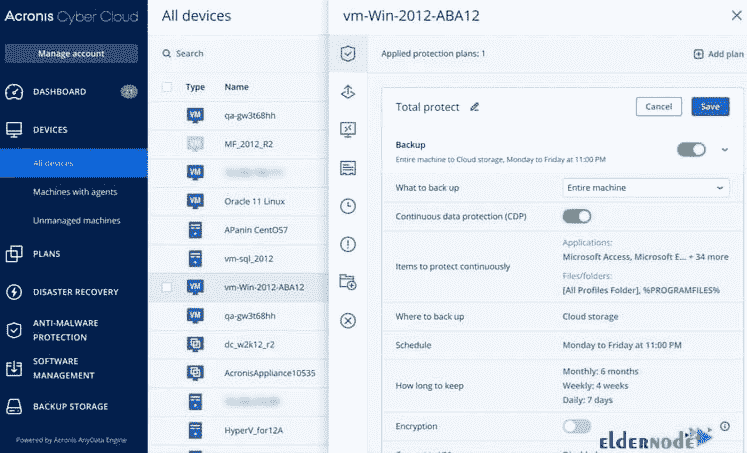 Acronis Cyber Cloud
Manage account
DASHBOARD
DEVICES
All devices
Machines with agents
Unmanaged machines
PLANS
DISASTER RECOVERY
ANTI-MALWARE
PROTECTION
SOFTWARE
MANAGEMENT
BACKUP STORAGE
Powered by Acronis AnyData Engine
All devices
Search
Type Name
VM qa-gw3t68hh
VM MF_2012_R2
VM
VM Oracle 11 Linux
APanin CentOS7
vm-sql_2012
VM vm-Win-2012-ABA12
VM qa-gw3t68hh
dc_w2k12_r2
AcronisAppliance10535
HyperV_for12A
vm-Win-2012-ABA12
Applied protection plans: 1 Add plan
Total protect Cancel Save
Backup
Entire machine to Cloud storage, Monday to Friday at 11:00 PM
What to back up Entire machine
Continuous data protection (CDP)
Items to protect continuously
Applications:
Microsoft Access, Microsoft E... + 34 more
Files/folders:
[All Profiles Folder], %PROGRAMFILES%
Where to back up Cloud storage
Schedule Monday to Friday at 11:00 PM
How long to keep
Monthly: 6 months
Weekly: 4 weeks
Daily: 7 days
Encryption
ELDERNODE